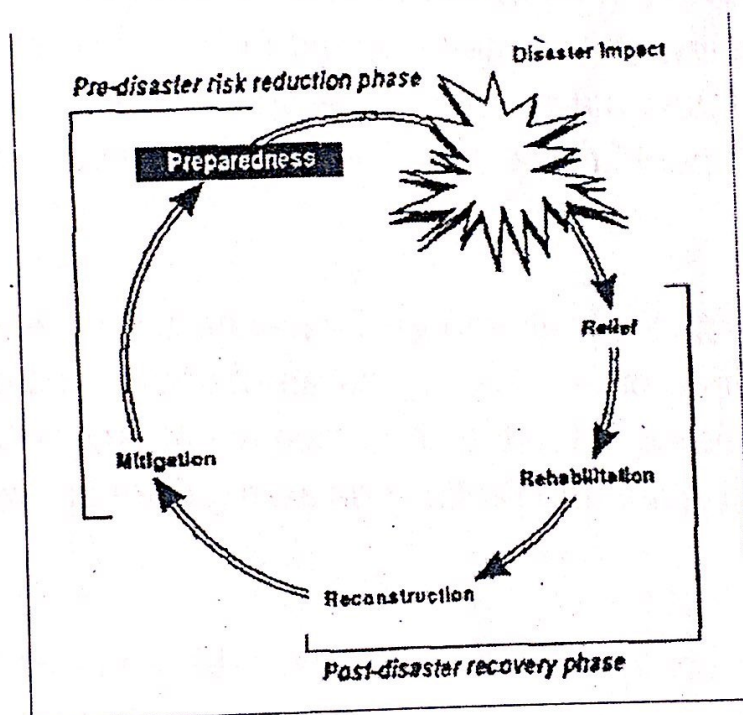 Disaster Impact
Pre-disaster risk reduction phase
Preparedness
Relief
Rehabilitation
Mitigation
Reconstruction
Post-disaster recovery phase